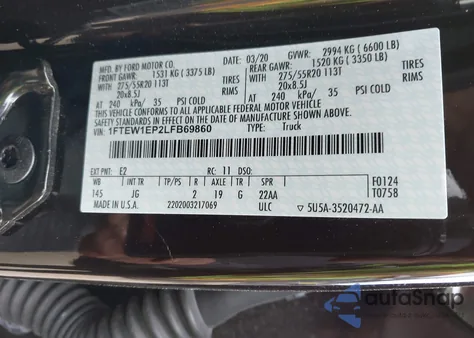 MFD. BY FORD MOTOR CO.
03/20 GVWR: 2994 KG (6600 LB)
FRONT GAWR: 1531 KG (3375 LB)
REAR GAWR: 1520 KG (3350 LB)
275/55R20 113T TIRES WITH 275/55R20 113T TIRES
20x8.5J RIMS 20x8.5J RIMS
AT 240 kPa/ 35 PSI COLD AT 240 kPa/ 35 PSI COLD
THIS VEHICLE CONFORMS TO ALL APPLICABLE FEDERAL MOTOR VEHICLE
SAFETY STANDARDS IN EFFECT ON THE DATE OF MANUFACTURE SHOWN ABOVE.
VIN: 1FTEW1EP2LFB69860 TYPE: Truck
EXT PNT: E2 RC: 11 DSO:
WB INT TR TP/PS R AXLE TR SPR F0124
145 JG 2 19 G 22AA T0758
MADE IN U.S.A. 2202003217069 ULC 5U5A-3520472-AA
autoSnap